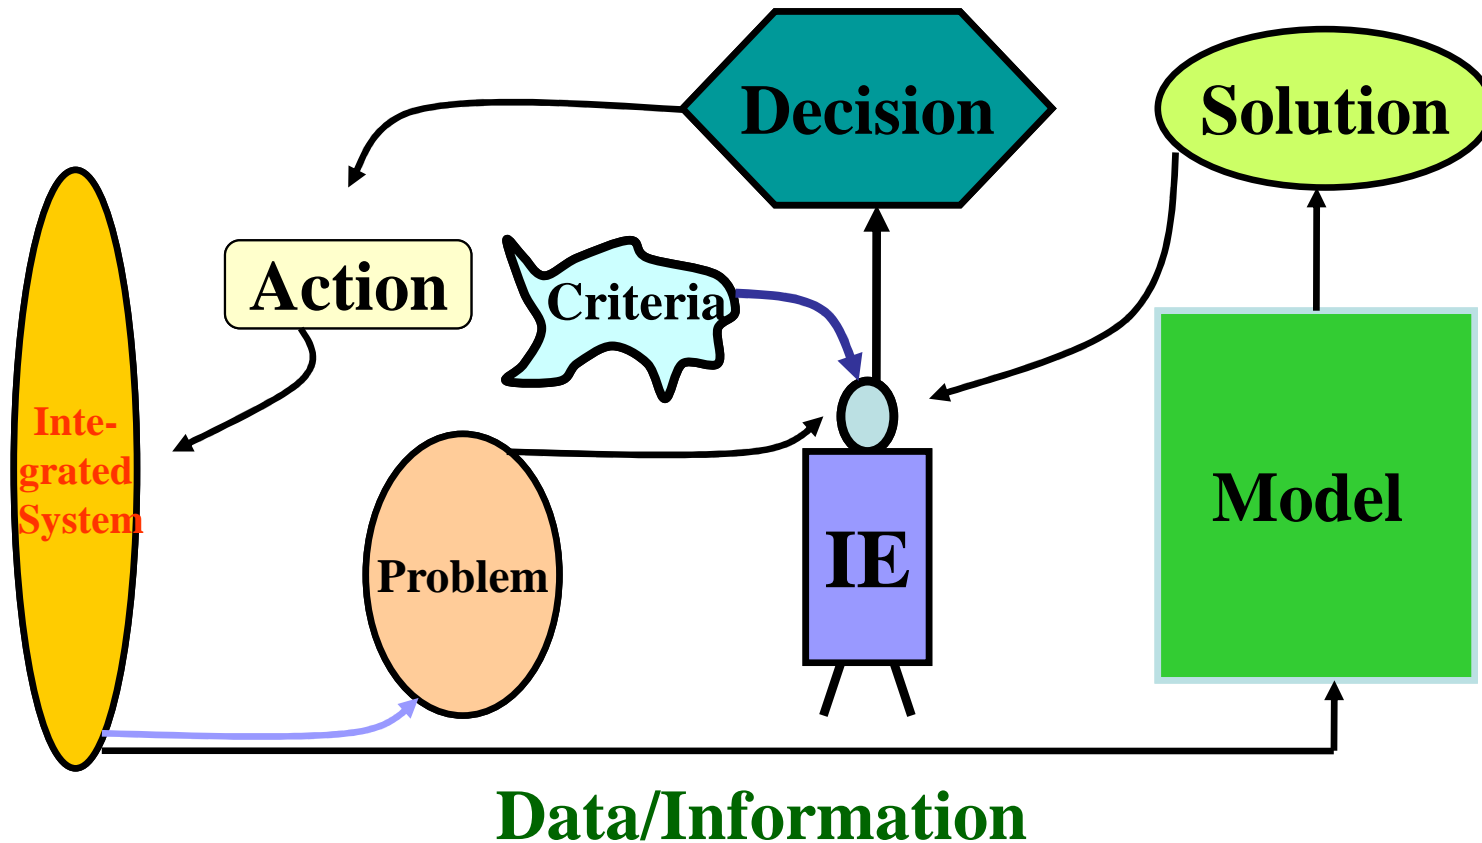 Decision
Solution
Action
Criteria
Inte-
grated
System
Problem
IE
Model
Data/Information